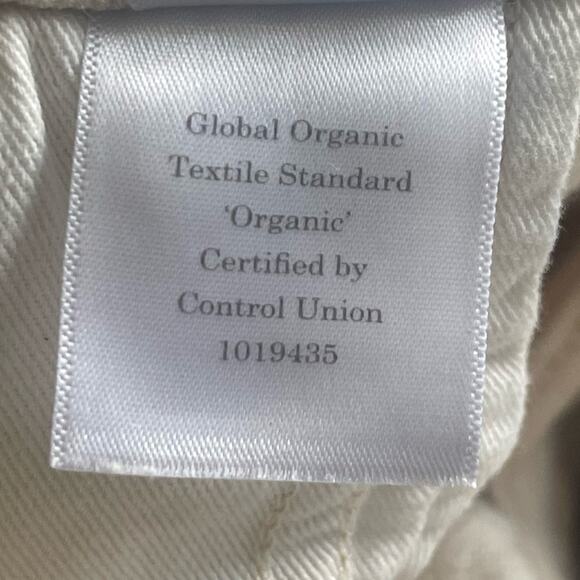 Global Organic
Textile Standard
‘Organic’
Certified by
Control Union
1019435